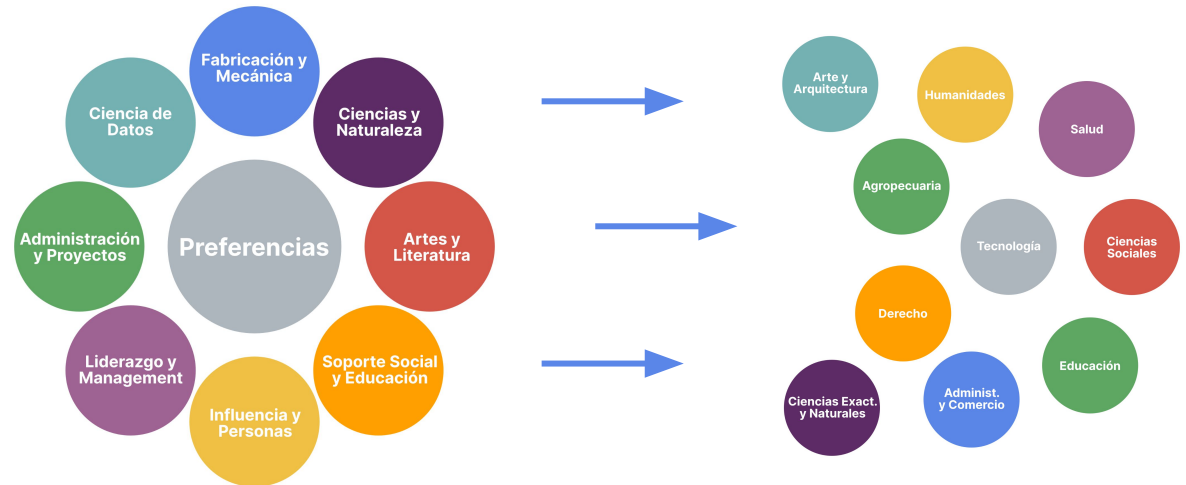 Fabricación y
Mecánica
Ciencia de
Datos
Ciencias y
Naturaleza
Administración
y Proyectos
Preferencias
Artes y
Literatura
Liderazgo y
Management
Soporte Social
y Educación
Influencia y
Personas
Arte y
Arquitectura
Humanidades
Salud
Agropecuaria
Tecnología
Ciencias
Sociales
Derecho
Educación
Ciencias Exact.
y Naturales
Administ.
y Comercio